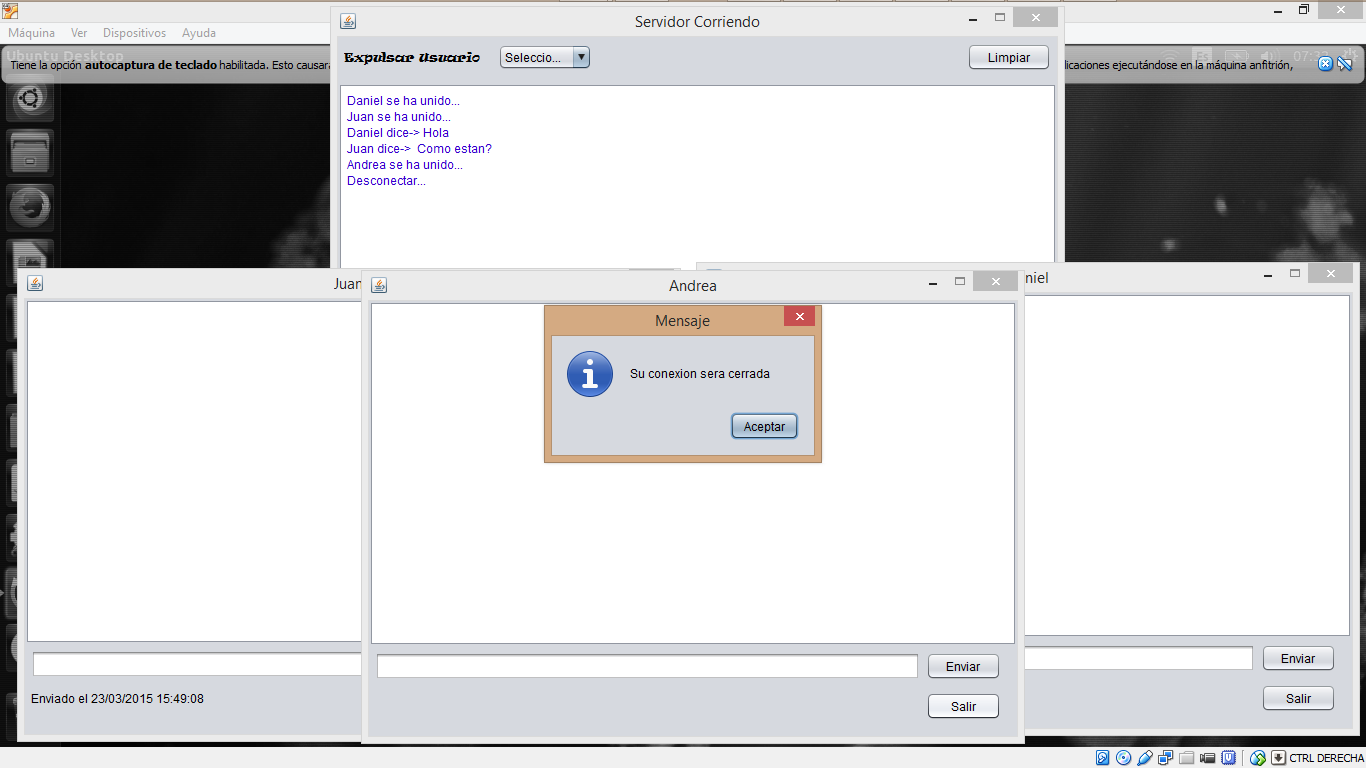 Servidor Corriendo
Máquina Ver Dispositivos Ayuda
Ubuntu Desktop
Tiene la opción autocaptura de teclado habilitada. Esto causara
licaciones ejecutándose en la máquina anfitrión,
Expulsar Usuario
Seleccio...
Limpiar
Daniel se ha unido...
Juan se ha unido...
Daniel dice-> Hola
Juan dice->  Como estan?
Andrea se ha unido...
Desconectar...
Juan
Andrea
niel
Mensaje
Su conexion sera cerrada
Aceptar
Enviar
Salir
Enviar
Salir
Enviado el 23/03/2015 15:49:08
CTRL DERECHA